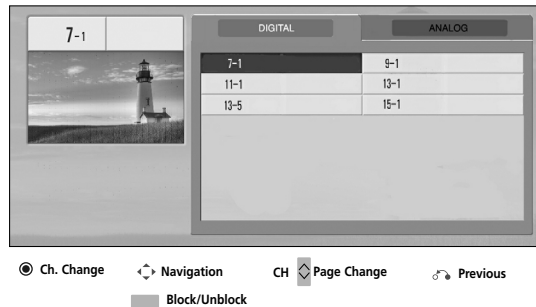 7-1
DIGITAL ANALOG
7-1 9-1
11-1 13-1
13-5 15-1
Ch. Change Navigation CH Page Change Previous
Block/Unblock